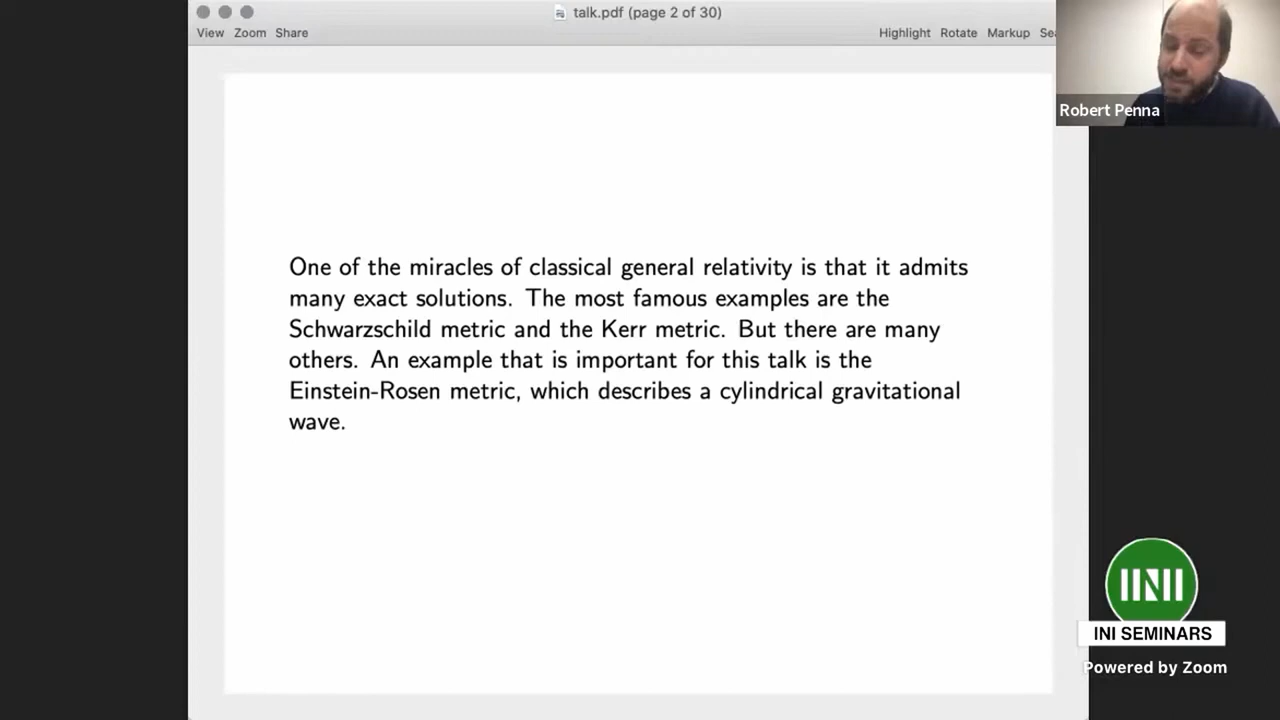 talk.pdf (page 2 of 30)
View Zoom Share
Highlight Rotate Markup
Robert Penna
One of the miracles of classical general relativity is that it admits
many exact solutions. The most famous examples are the
Schwarzschild metric and the Kerr metric. But there are many
others. An example that is important for this talk is the
Einstein-Rosen metric, which describes a cylindrical gravitational
wave.
INI
INI SEMINARS
Powered by Zoom